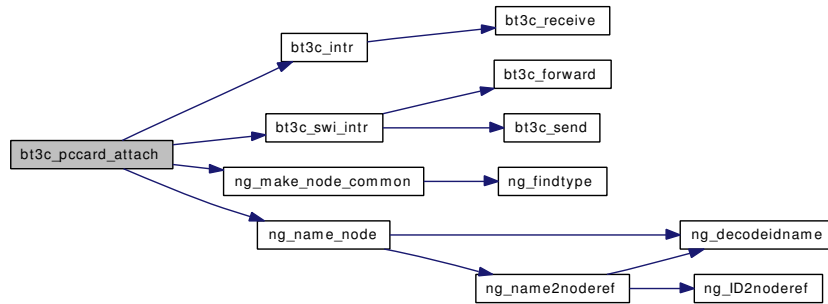 bt3c_receive
bt3c_intr
bt3c_forward
bt3c_swi_intr
bt3c_send
bt3c_pccard_attach
ng_make_node_common
ng_findtype
ng_name_node
ng_decodeidname
ng_name2noderef
ng_ID2noderef